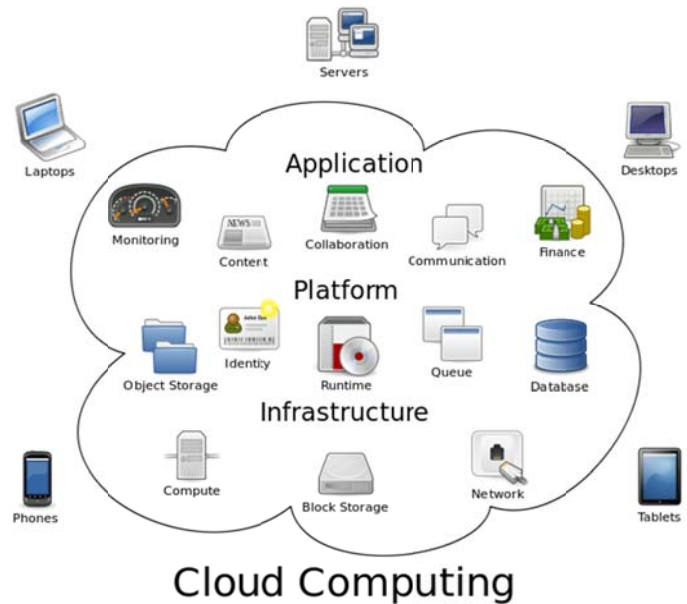 Servers
Laptops
Desktops
Application
Monitoring
NEWS
Content
Collaboration
Communication
Finance
Platform
Object Storage
Identity
Runtime
Queue
Database
Infrastructure
Compute
Block Storage
Network
Phones
Tablets
Cloud Computing